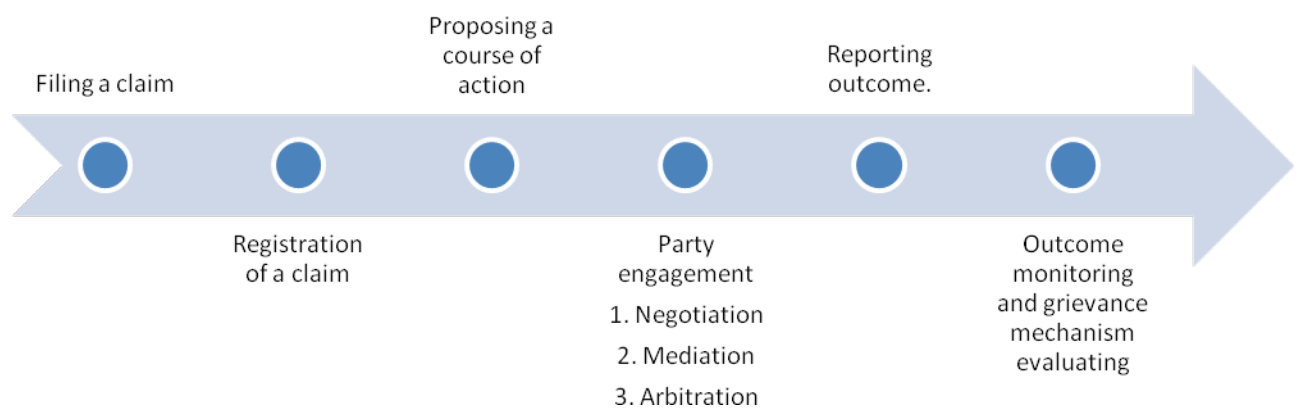 Filing a claim
Registration
of a claim
Proposing a
course of
action
Party
engagement
1. Negotiation
2. Mediation
3. Arbitration
Reporting
outcome.
Outcome
monitoring
and grievance
mechanism
evaluating